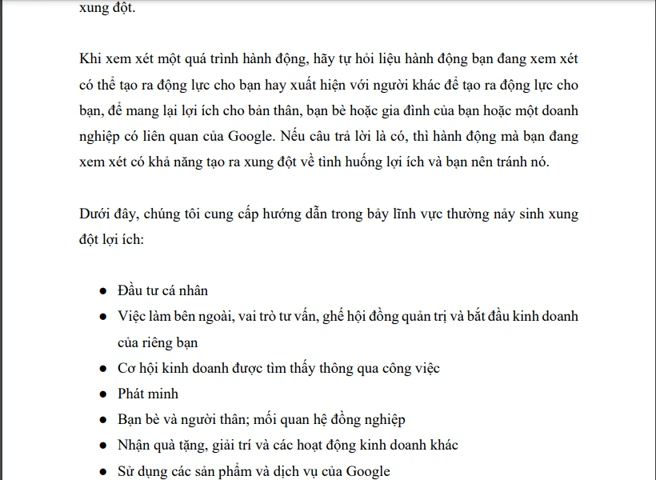 xung đột.
Khi xem xét một quá trình hành động, hãy tự hỏi liệu hành động bạn đang xem xét
có thể tạo ra động lực cho bạn hay xuất hiện với người khác để tạo ra động lực cho
bạn, để mang lại lợi ích cho bản thân, bạn bè hoặc gia đình của bạn hoặc một doanh
nghiệp có liên quan của Google. Nếu câu trả lời là có, thì hành động mà bạn đang
xem xét có khả năng tạo ra xung đột về tình huống lợi ích và bạn nên tránh nó.
Dưới đây, chúng tôi cung cấp hướng dẫn trong bảy lĩnh vực thường nảy sinh xung
đột lợi ích:
● Đầu tư cá nhân
● Việc làm bên ngoài, vai trò tư vấn, ghế hội đồng quản trị và bắt đầu kinh doanh
của riêng bạn
● Cơ hội kinh doanh được tìm thấy thông qua công việc
● Phát minh
● Bạn bè và người thân; mối quan hệ đồng nghiệp
● Nhận quà tặng, giải trí và các hoạt động kinh doanh khác
● Sử dụng các sản phẩm và dịch vụ của Google